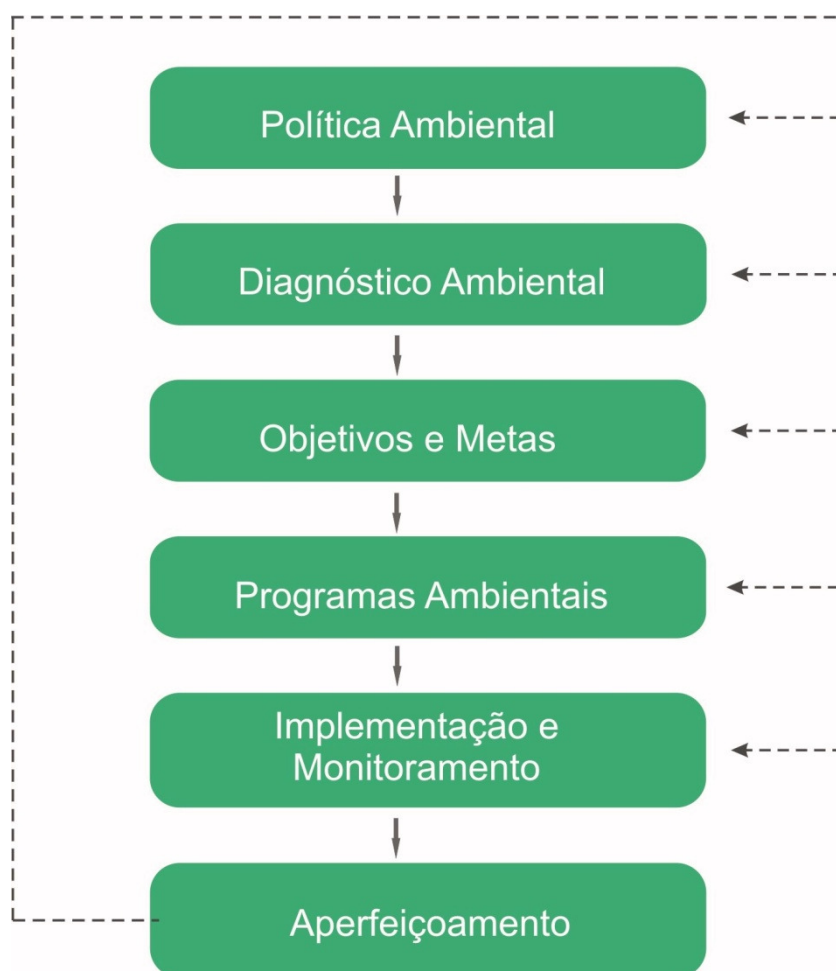 Política Ambiental
Diagnóstico Ambiental
Objetivos e Metas
Programas Ambientais
Implementação e
Monitoramento
Aperfeiçoamento